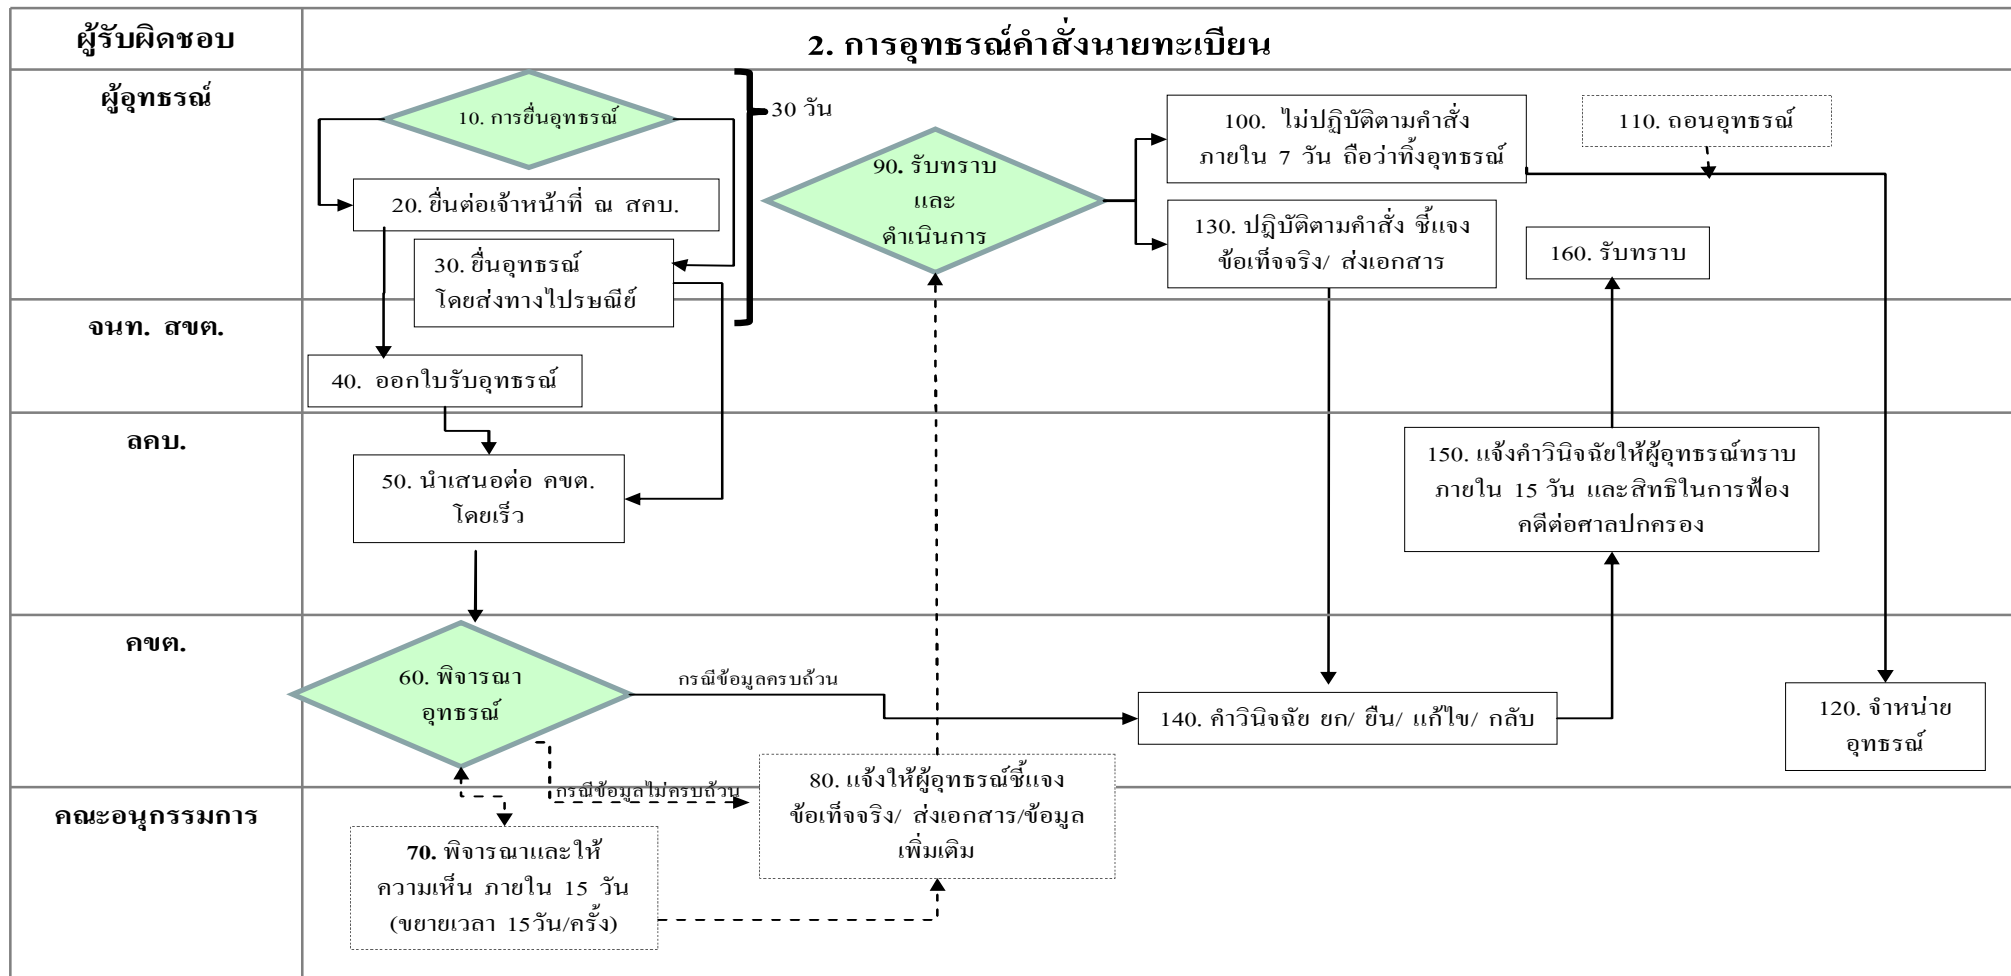 ผู้รับผิดชอบ
2. การอุทธรณ์คำสั่งนายทะเบียน
ผู้อุทธรณ์
10. การยื่นอุทธรณ์
30 วัน
20. ยื่นต่อเจ้าหน้าที่ ณ สคบ.
30. ยื่นอุทธรณ์
โดยส่งทางไปรษณีย์
90. รับทราบ
และ
ดำเนินการ
100. ไม่ปฏิบัติตามคำสั่ง
ภายใน 7 วัน ถือว่าทิ้งอุทธรณ์
110. ถอนอุทธรณ์
130. ปฎิบัติตามคำสั่ง ชี้แจง
ข้อเท็จจริง/ ส่งเอกสาร
160. รับทราบ
จนท. สขต.
40. ออกใบรับอุทธรณ์
ลคบ.
50. นำเสนอต่อ คขต.
โดยเร็ว
150. แจ้งคำวินิจฉัยให้ผู้อุทธรณ์ทราบ
ภายใน 15 วัน และสิทธิในการฟ้อง
คดีต่อศาลปกครอง
คขต.
60. พิจารณา
อุทธรณ์
กรณีข้อมูลครบถ้วน
140. คำวินิจฉัย ยก/ ยืน/ แก้ไข/ กลับ
120. จำหน่าย
อุทธรณ์
กรณีข้อมูลไม่ครบถ้วน
80. แจ้งให้ผู้อุทธรณ์ชี้แจง
ข้อเท็จจริง/ ส่งเอกสาร/ข้อมูล
เพิ่มเติม
คณะอนุกรรมการ
70. พิจารณาและให้
ความเห็น ภายใน 15 วัน
(ขยายเวลา 15วัน/ครั้ง)